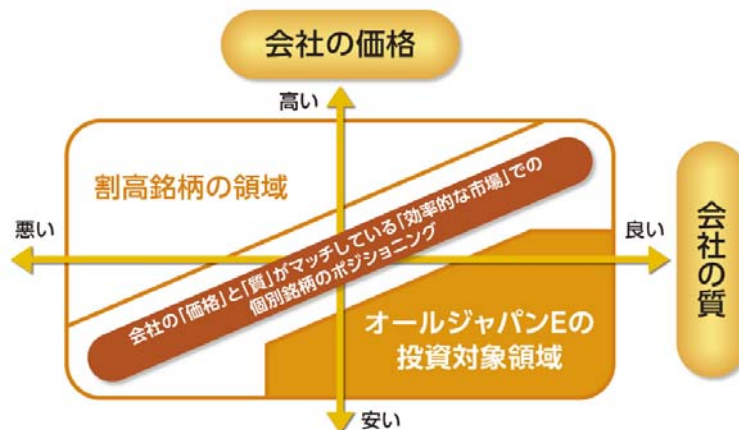 会社の価格
高い
割高銘柄の領域
会社の「価格」と「質」がマッチしている「効率的な市場」での
個別銘柄のポジショニング
悪い
良い
会社の質
オールジャパンEの
投資対象領域
安い